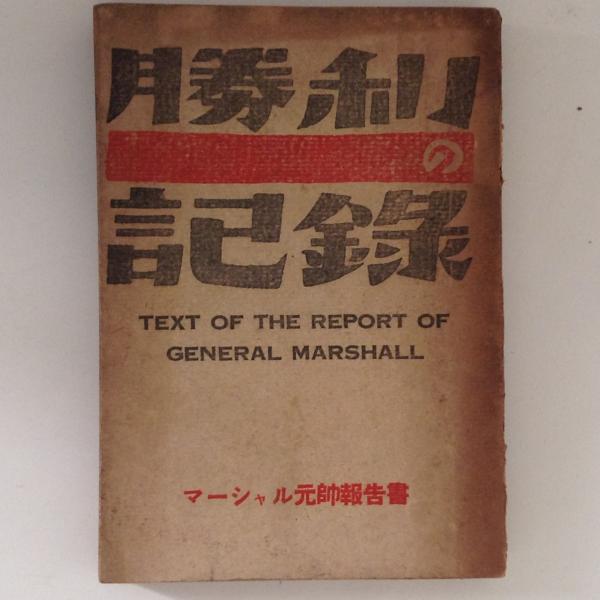 勝利
の
記錄
TEXT OF THE REPORT OF
GENERAL MARSHALL
マーシャル元帥報告書